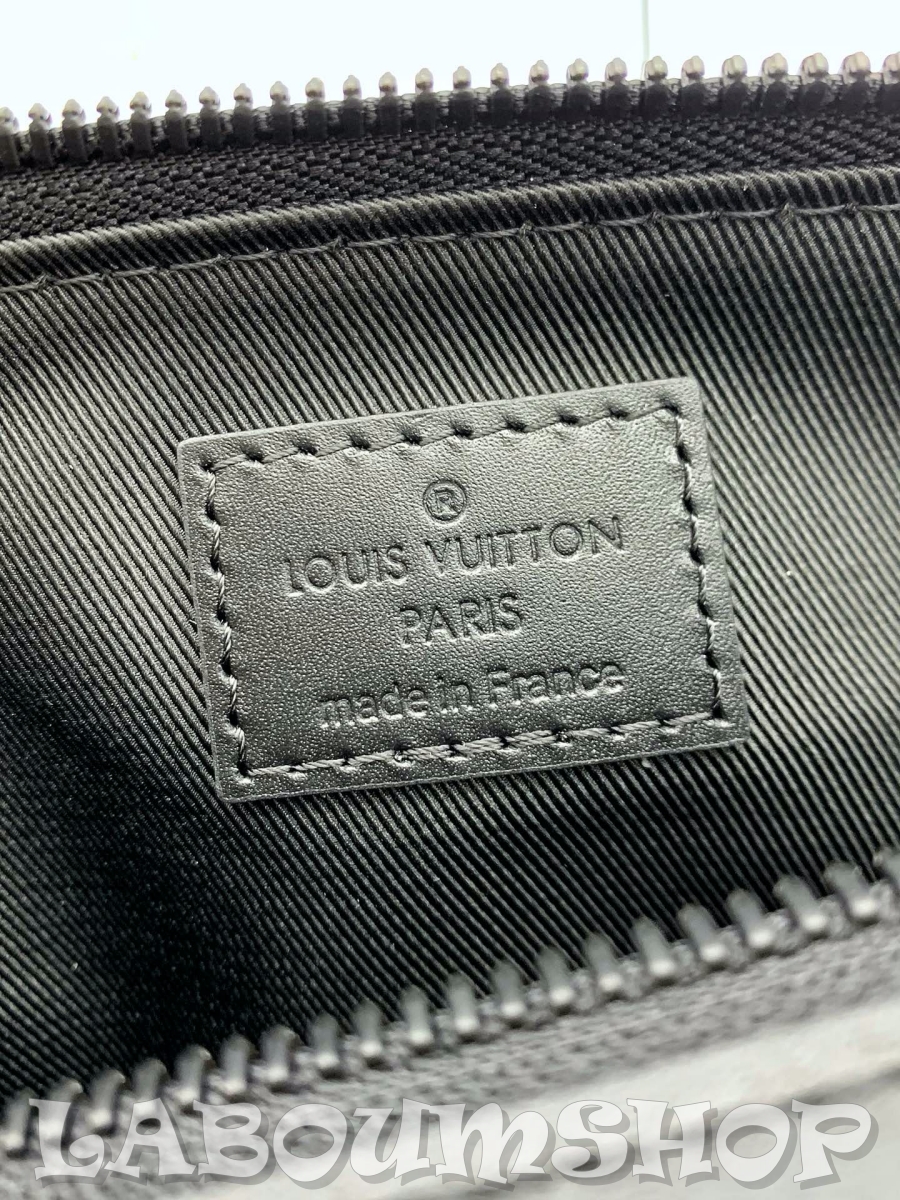 ®
LOUIS VUITTON
PARIS
made in France
LABOUMSHOP